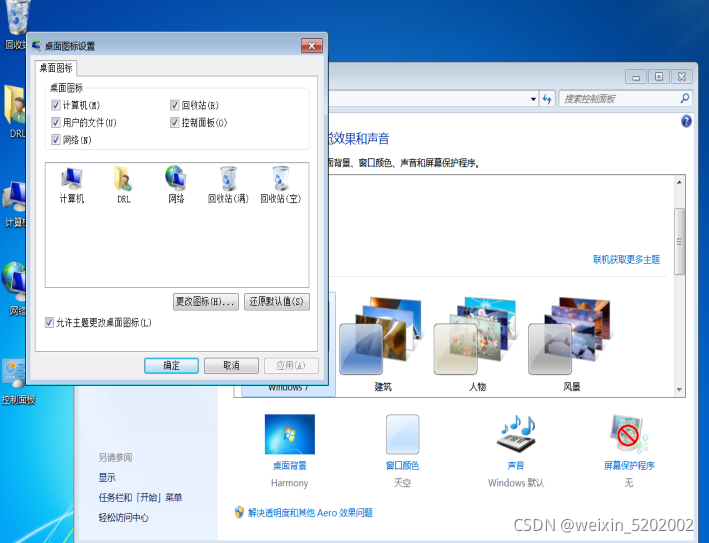 回收站
DRL
计算机
网络
控制面板
桌面图标设置
桌面图标
桌面图标
计算机(M)
回收站(R)
用户的文件(U)
控制面板(O)
网络(N)
计算机
DRL
网络
回收站(满)
回收站(空)
更改图标(H)...
还原默认值(S)
允许主题更改桌面图标(L)
确定
取消
应用(A)
搜索控制面板
觉效果和声音
面背景、窗口颜色、声音和屏幕保护程序。
联机获取更多主题
Windows 7
建筑
人物
风景
桌面背景
Harmony
窗口颜色
天空
声音
Windows 默认
屏幕保护程序
无
另请参阅
显示
任务栏和「开始」菜单
轻松访问中心
解决透明度和其他 Aero 效果问题
CSDN @weixin_5202002